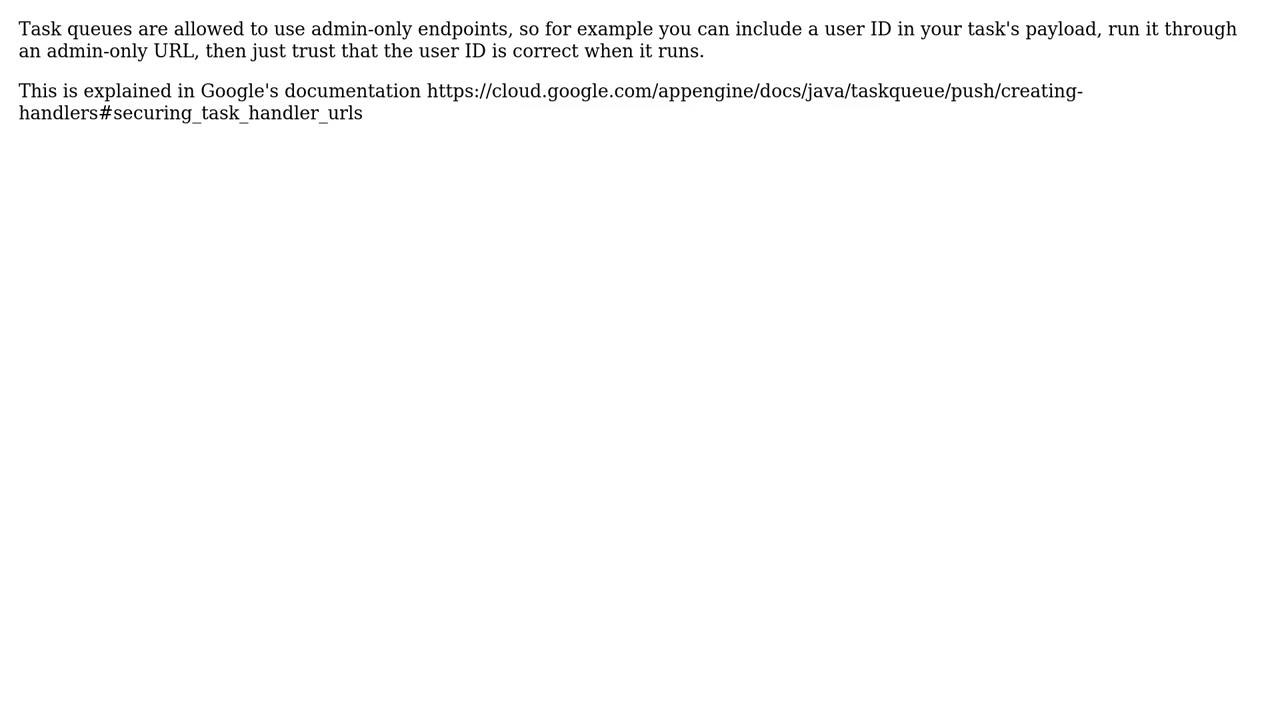 Task queues are allowed to use admin-only endpoints, so for example you can include a user ID in your task's payload, run it through
an admin-only URL, then just trust that the user ID is correct when it runs.
This is explained in Google's documentation https://cloud.google.com/appengine/docs/java/taskqueue/push/creating-
handlers#securing_task_handler_urls